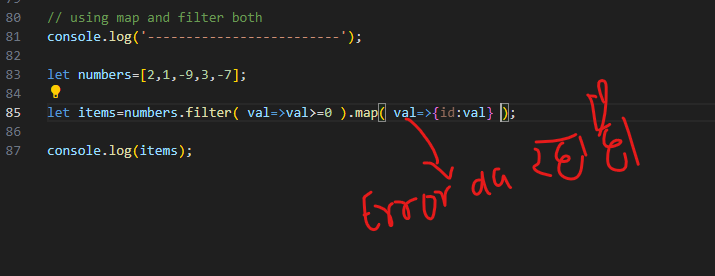 80 // using map and filter both
81 console.log('-------------------------');
82
83 let numbers=[2,1,-9,3,-7];
84
85 let items=numbers.filter( val=>val>=0 ).map( val=>{id:val} );
86
87 console.log(items);
Error da